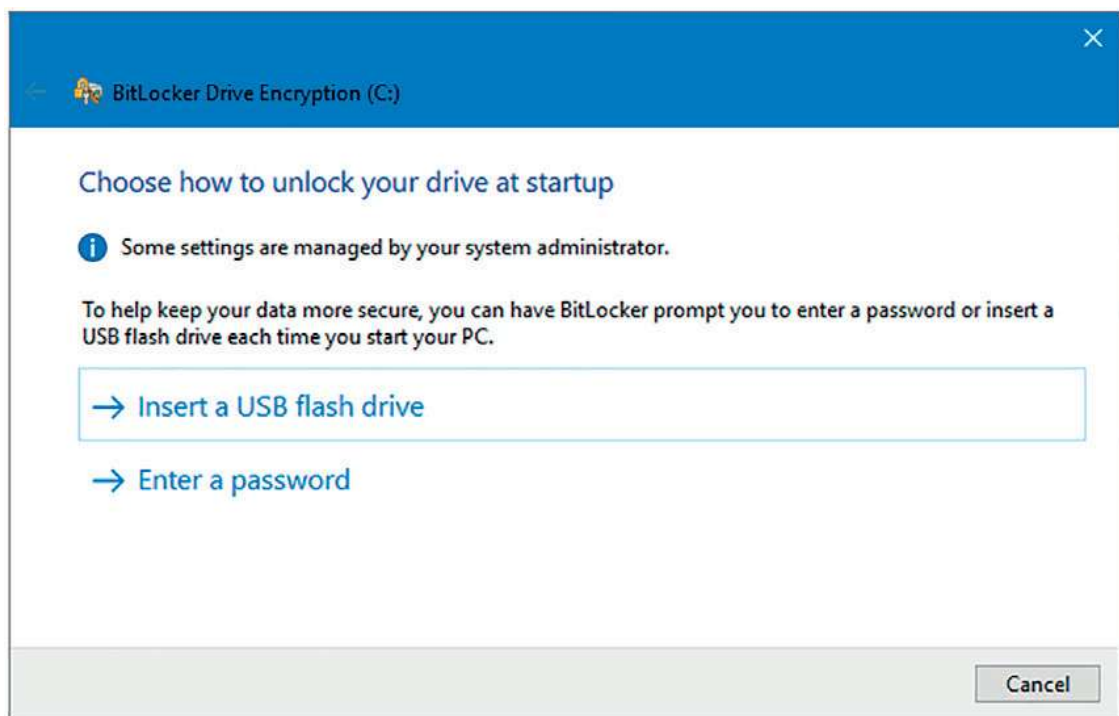 BitLocker Drive Encryption (C:)
Choose how to unlock your drive at startup
Some settings are managed by your system administrator.
To help keep your data more secure, you can have BitLocker prompt you to enter a password or insert a
USB flash drive each time you start your PC.
Insert a USB flash drive
Enter a password
Cancel